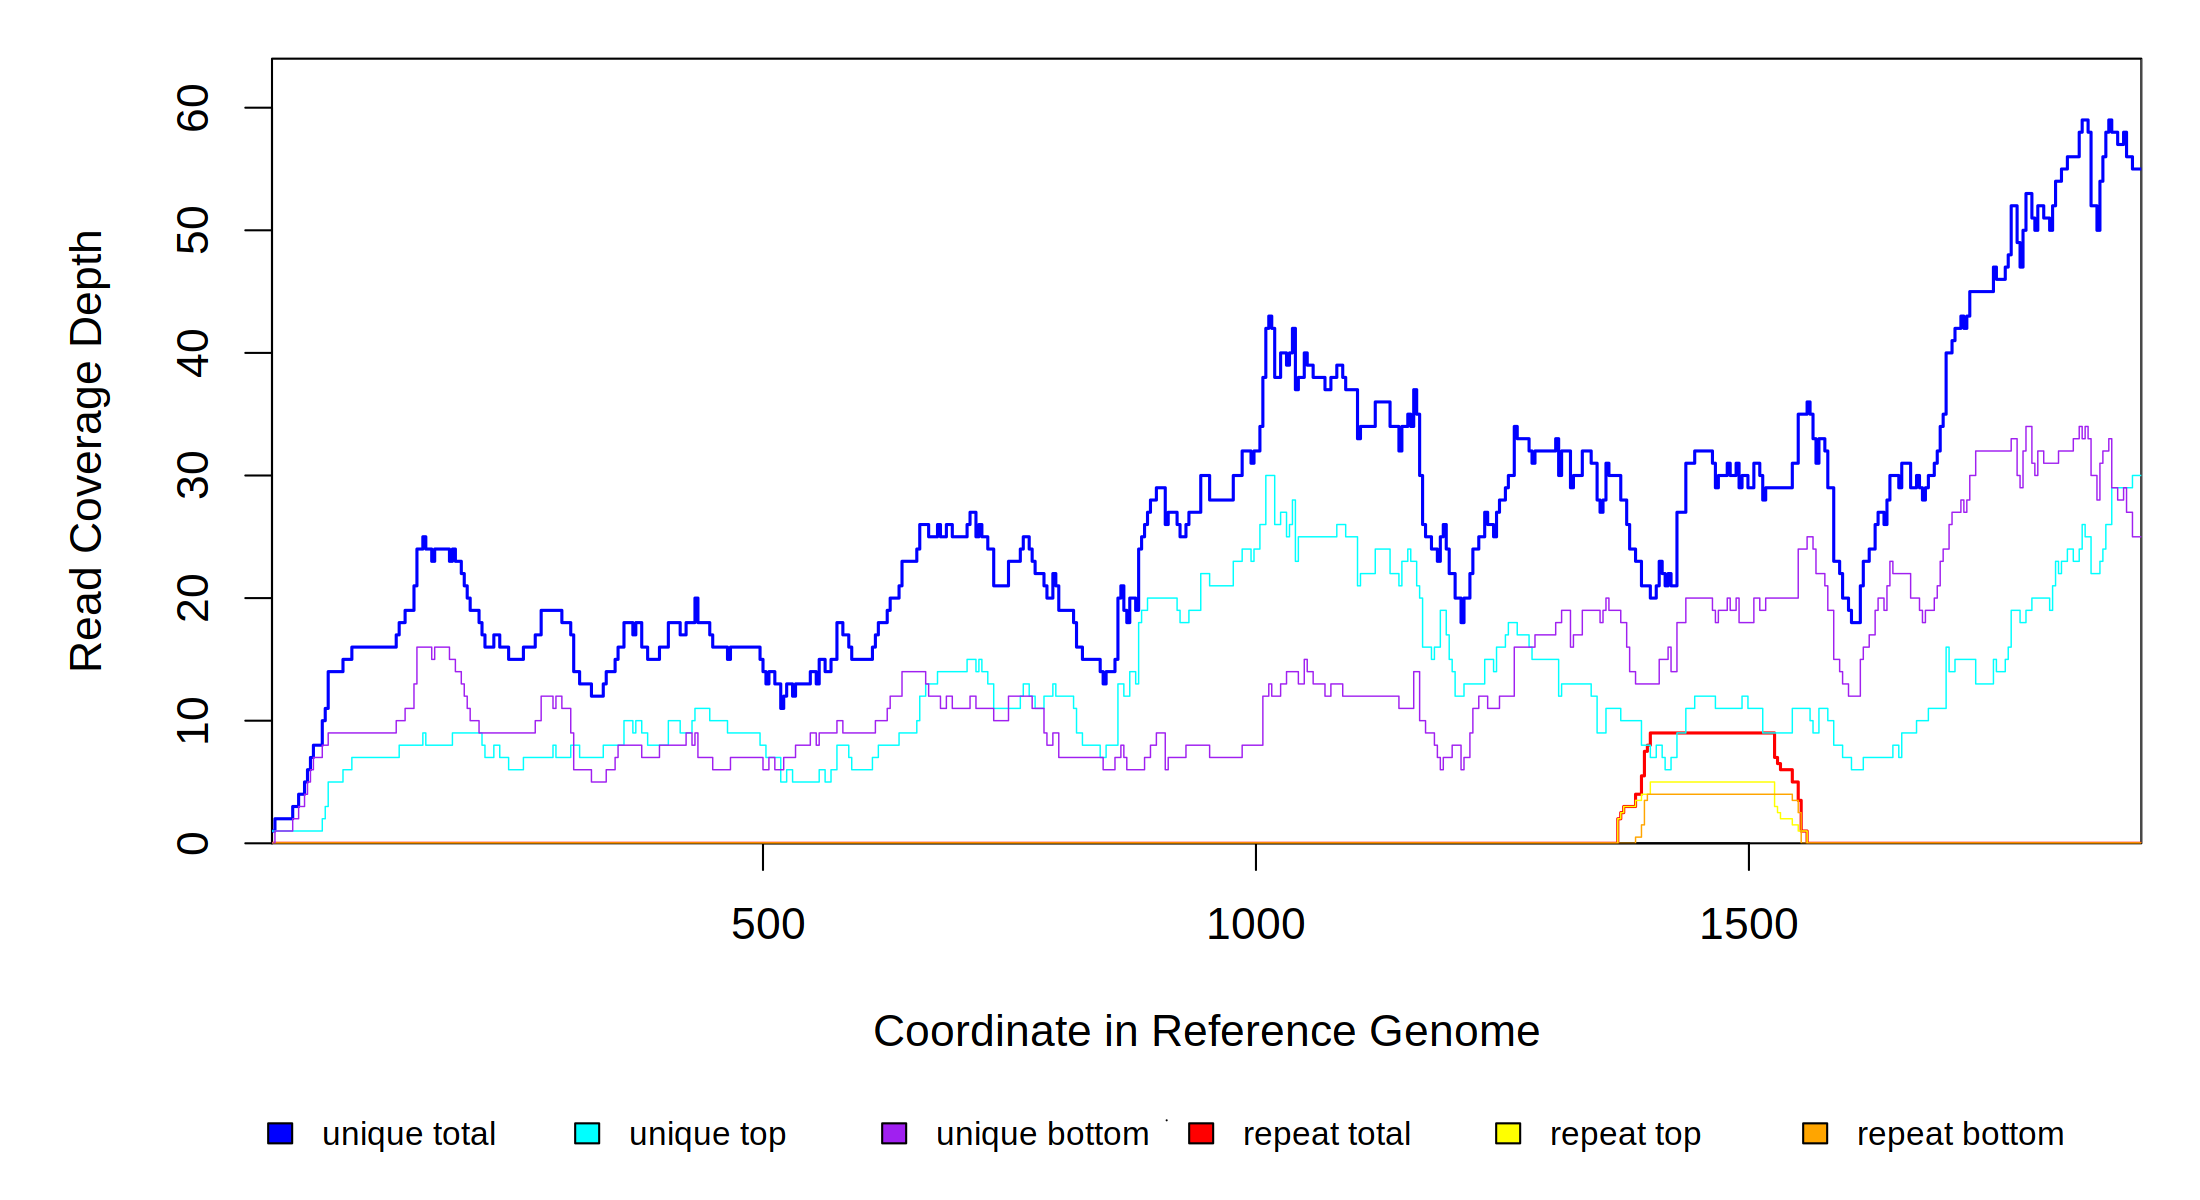 60
50
40
30
20
10
0
Read Coverage Depth
500 1000 1500
Coordinate in Reference Genome
unique total unique top unique bottom repeat total repeat top repeat bottom